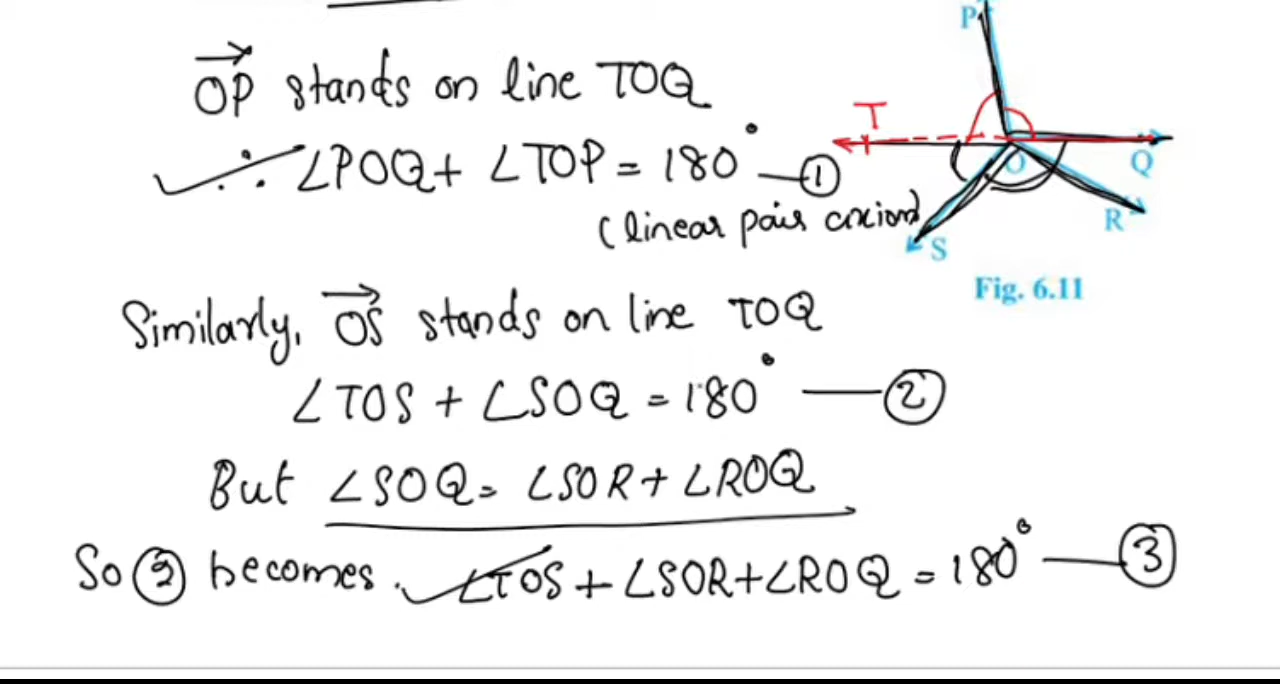 OP stands on line TOQ
∴ ∠POQ + ∠TOP = 180° —①
(linear pair axiom)
Similarly, OS stands on line TOQ
∠TOS + ∠SOQ = 180° — ②
But ∠SOQ = ∠SOR + ∠ROQ
So ② becomes. ∠TOS + ∠SOR + ∠ROQ = 180° — ③
P
T
O
Q
R
S
Fig. 6.11